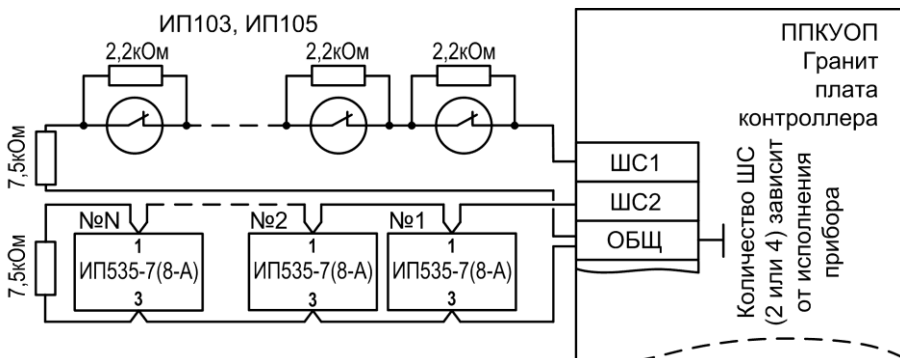 ИП103, ИП105
2,2кОм
2,2кОм
2,2кОм
7,5кОм
ППКУОП
Гранит
плата
контроллера
ШС1
ШС2
ОБЩ
Количество ШС
(2 или 4) зависит
от исполнения
прибора
7,5кОм
№N
№2
№1
1
1
1
ИП535-7(8-А)
ИП535-7(8-А)
ИП535-7(8-А)
3
3
3